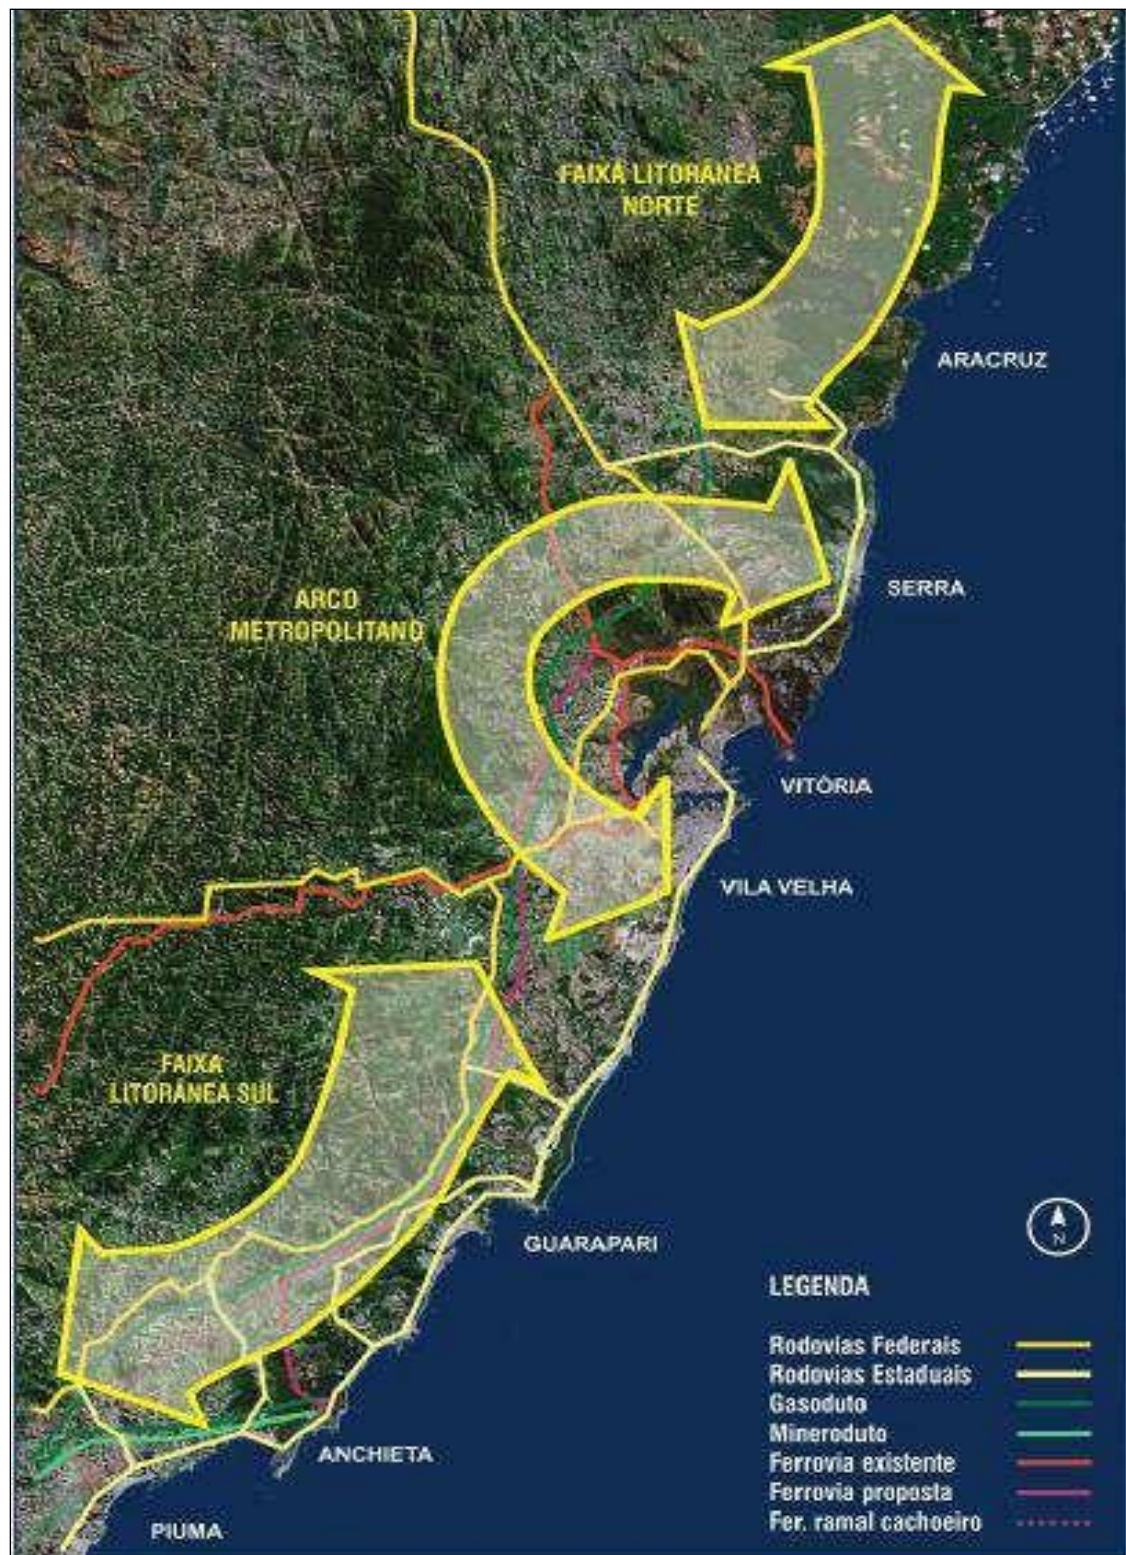 FAIXA LITORÂNEA
NORTE
ARACRUZ
SERRA
ARCO
METROPOLITANO
VITÓRIA
VILA VELHA
FAIXA
LITORÂNEA SUL
GUARAPARI
N
LEGENDA
Rodovias Federais
Rodovias Estaduais
Gasoduto
Mineroduto
Ferrovia existente
Ferrovia proposta
Fer. ramal cachoeiro
ANCHIETA
PIUMA